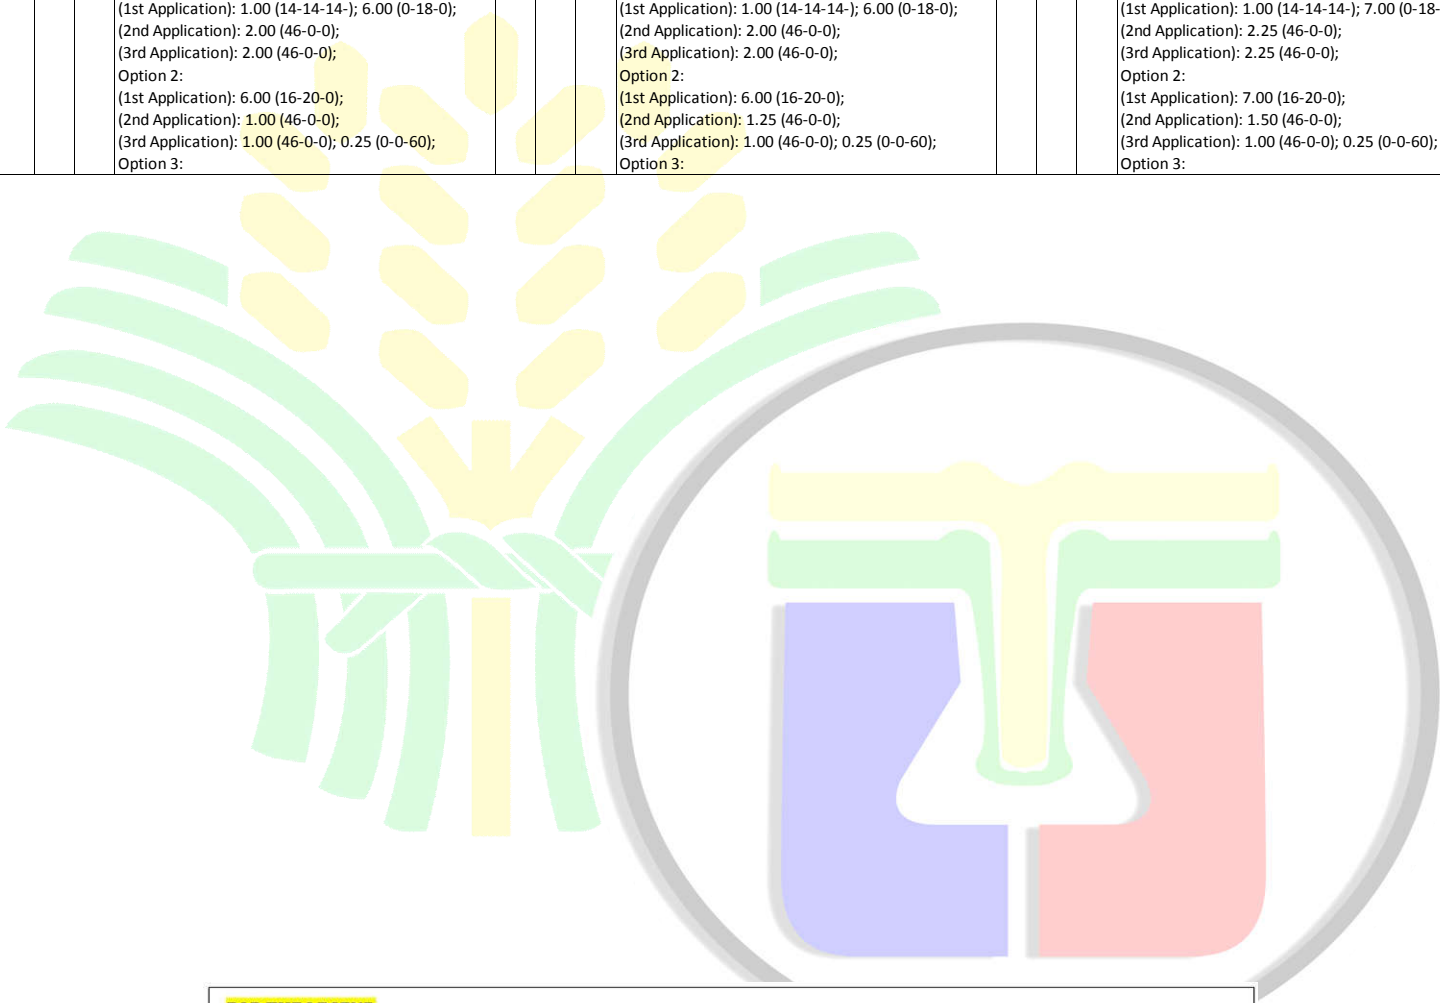 (1st Application): 1.00 (14-14-14-); 6.00 (0-18-0);
(2nd Application): 2.00 (46-0-0);
(3rd Application): 2.00 (46-0-0);
Option 2:
(1st Application): 6.00 (16-20-0);
(2nd Application): 1.00 (46-0-0);
(3rd Application): 1.00 (46-0-0); 0.25 (0-0-60);
Option 3:
(1st Application): 1.00 (14-14-14-); 6.00 (0-18-0);
(2nd Application): 2.00 (46-0-0);
(3rd Application): 2.00 (46-0-0);
Option 2:
(1st Application): 6.00 (16-20-0);
(2nd Application): 1.25 (46-0-0);
(3rd Application): 1.00 (46-0-0); 0.25 (0-0-60);
Option 3:
(1st Application): 1.00 (14-14-14-); 7.00 (0-18-
(2nd Application): 2.25 (46-0-0);
(3rd Application): 2.25 (46-0-0);
Option 2:
(1st Application): 7.00 (16-20-0);
(2nd Application): 1.50 (46-0-0);
(3rd Application): 1.00 (46-0-0); 0.25 (0-0-60);
Option 3: